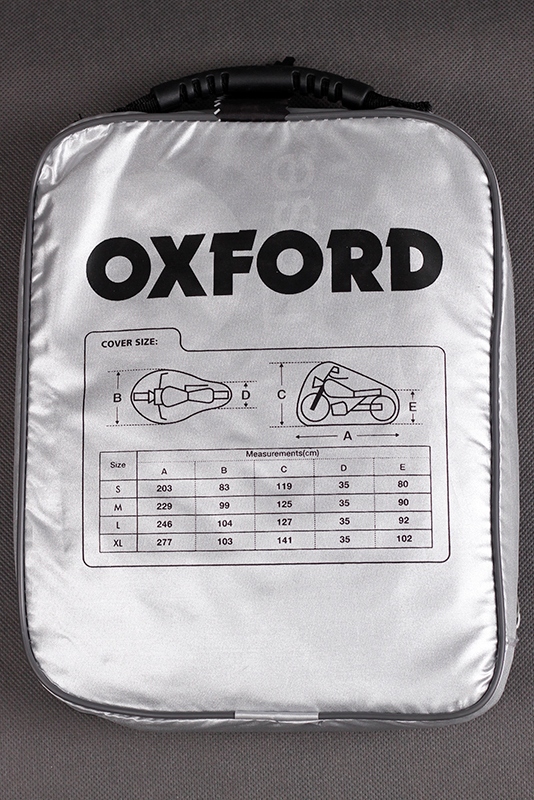 OXFORD
COVER SIZE:
B D C E
A
Size Measurements(cm)
A B C D E
S 203 83 119 35 80
M 229 99 125 35 90
L 246 104 127 35 92
XL 277 103 141 35 102